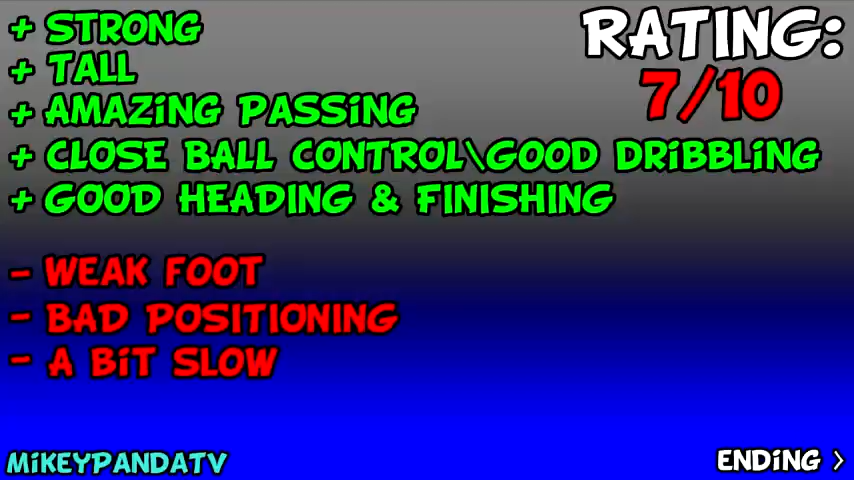 + STRONG
+ TALL
+ AMAZiNG PASSiNG
+ CLOSE BALL CONTROL\GOOD DRiBBLiNG
+ GOOD HEADING & FINISHING
- WEAK FOOT
- BAD POSITIONING
- A BiT SLOW
RATING:
7/10
MiKEYPANDATV
ENDiNG >